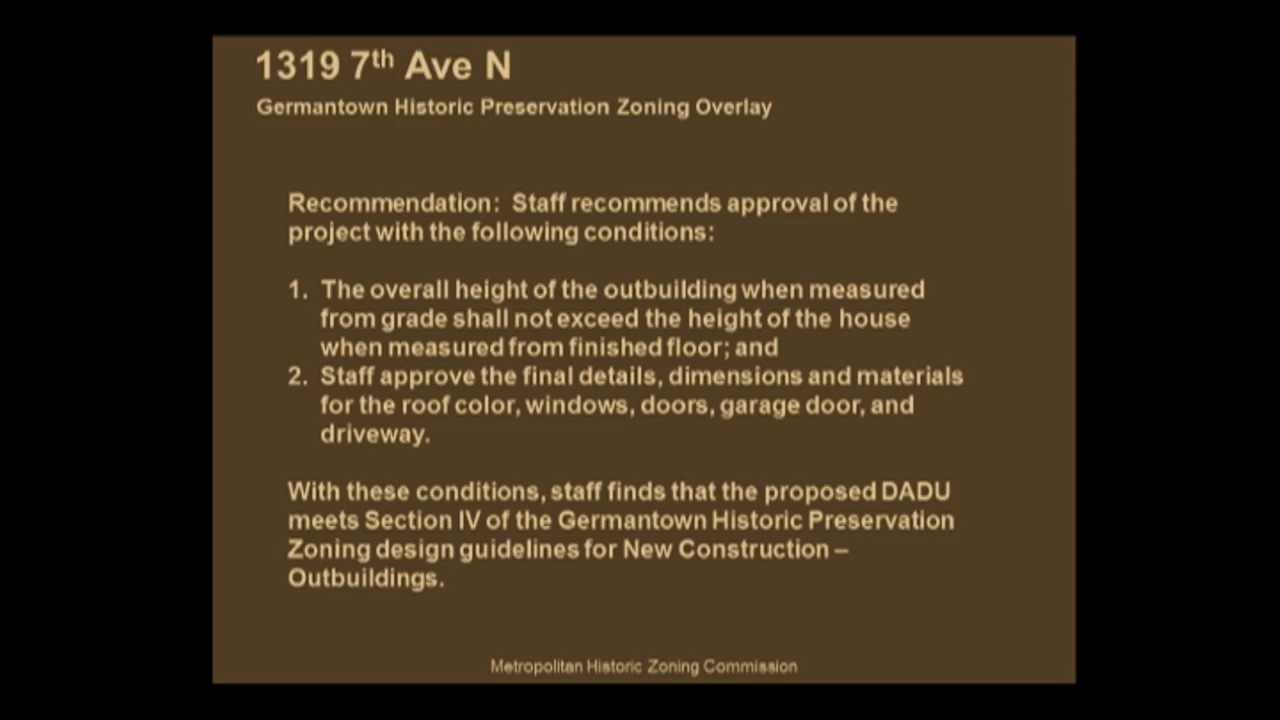 1319 7th Ave N
Germantown Historic Preservation Zoning Overlay
Recommendation: Staff recommends approval of the
project with the following conditions:
1. The overall height of the outbuilding when measured
from grade shall not exceed the height of the house
when measured from finished floor; and
2. Staff approve the final details, dimensions and materials
for the roof color, windows, doors, garage door, and
driveway.
With these conditions, staff finds that the proposed DADU
meets Section IV of the Germantown Historic Preservation
Zoning design guidelines for New Construction –
Outbuildings.
Metropolitan Historic Zoning Commission